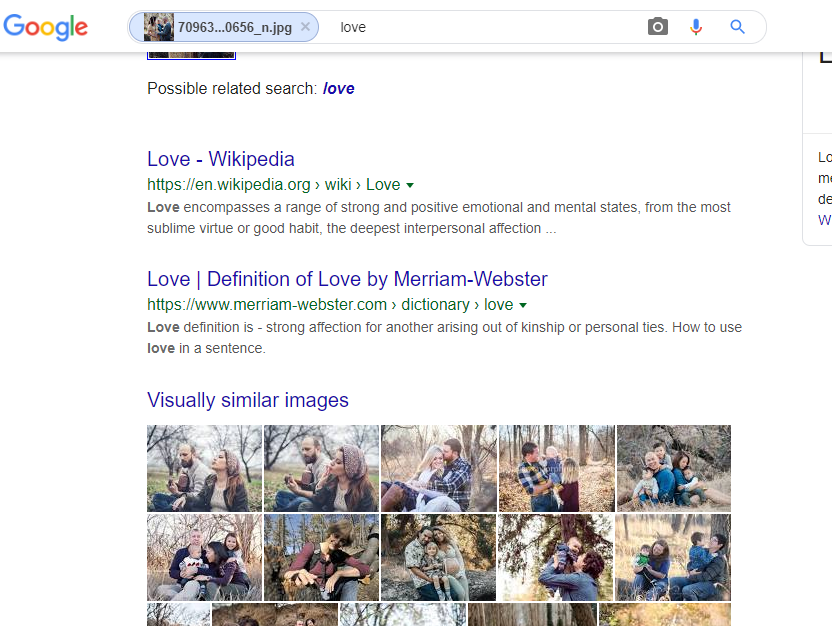 Google
70963...0656_n.jpg × love
Possible related search: love
Love - Wikipedia
https://en.wikipedia.org › wiki › Love
Love encompasses a range of strong and positive emotional and mental states, from the most
sublime virtue or good habit, the deepest interpersonal affection ...
Love | Definition of Love by Merriam-Webster
https://www.merriam-webster.com › dictionary › love
Love definition is - strong affection for another arising out of kinship or personal ties. How to use
love in a sentence.
Visually similar images